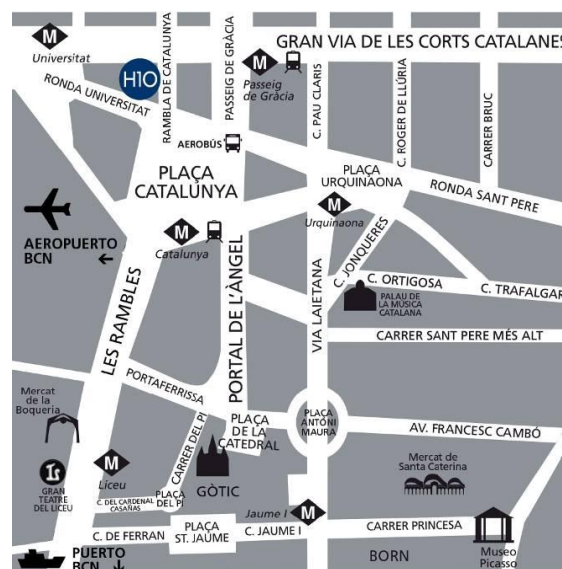 M
Universitat
H10
RAMBLA DE CATALUNYA
PASSEIG DE GRÀCIA
M
Passeig
de Gràcia
GRAN VIA DE LES CORTS CATALANES
RONDA UNIVERSITAT
C. PAU CLARIS
C. ROGER DE LLÚRIA
CARRER BRUC
AEROBÚS
PLAÇA
CATALUNYA
PLAÇA
URQUINAONA
RONDA SANT PERE
M
Urquinaona
AEROPUERTO
BCN ←
M
Catalunya
C. JONQUERES
C. ORTIGOSA
C. TRAFALGAR
PALAU DE
LA MÚSICA
CATALANA
LES RAMBLES
PORTAL DE L'ÀNGEL
VIA LAIETANA
CARRER SANT PERE MÉS ALT
PORTAFERRISSA
Mercat
de la
Boqueria
CARRER DEL PI
PLAÇA
DE LA
CATEDRAL
PLAÇA
ANTONI
MAURA
AV. FRANCESC CAMBÓ
Mercat de
Santa Caterina
GRAN
TEATRE
DEL LICEU
M
Liceu
GÒTIC
C. DEL CARDENAL
CASAÑAS
PLAÇA
DEL PI
Jaume I
M
C. DE FERRAN
PLAÇA
ST. JAUME
C. JAUME I
CARRER PRINCESA
PUERTO
BCN ↓
BORN
Museo
Picasso